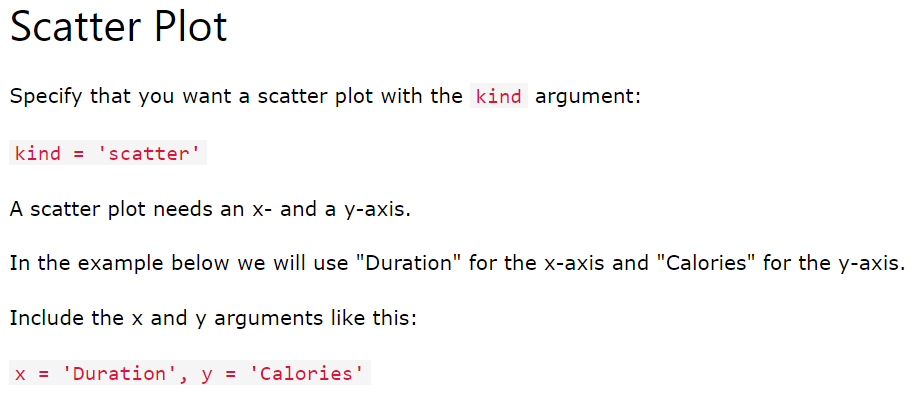 Scatter Plot
Specify that you want a scatter plot with the kind argument:
kind = 'scatter'
A scatter plot needs an x- and a y-axis.
In the example below we will use "Duration" for the x-axis and "Calories" for the y-axis.
Include the x and y arguments like this:
x = 'Duration', y = 'Calories'